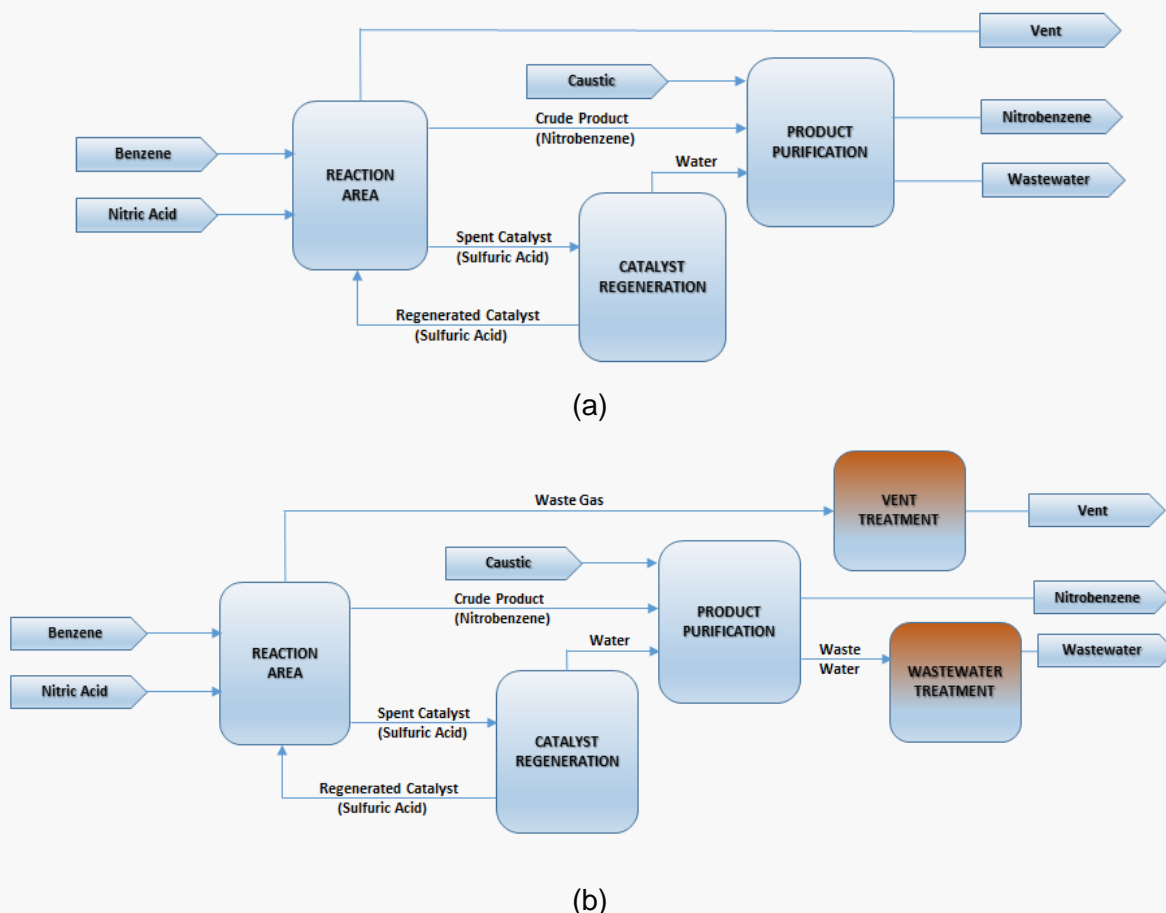 Vent
Caustic
Crude Product
(Nitrobenzene)
Nitrobenzene
PRODUCT
PURIFICATION
Benzene
Water
REACTION
AREA
Wastewater
Nitric Acid
Spent Catalyst
(Sulfuric Acid)
CATALYST
REGENERATION
Regenerated Catalyst
(Sulfuric Acid)
(a)
Waste Gas
VENT
TREATMENT
Vent
Caustic
Crude Product
(Nitrobenzene)
Nitrobenzene
PRODUCT
PURIFICATION
Benzene
Water
Waste
Water
Wastewater
REACTION
AREA
WASTEWATER
TREATMENT
Nitric Acid
Spent Catalyst
(Sulfuric Acid)
CATALYST
REGENERATION
Regenerated Catalyst
(Sulfuric Acid)
(b)